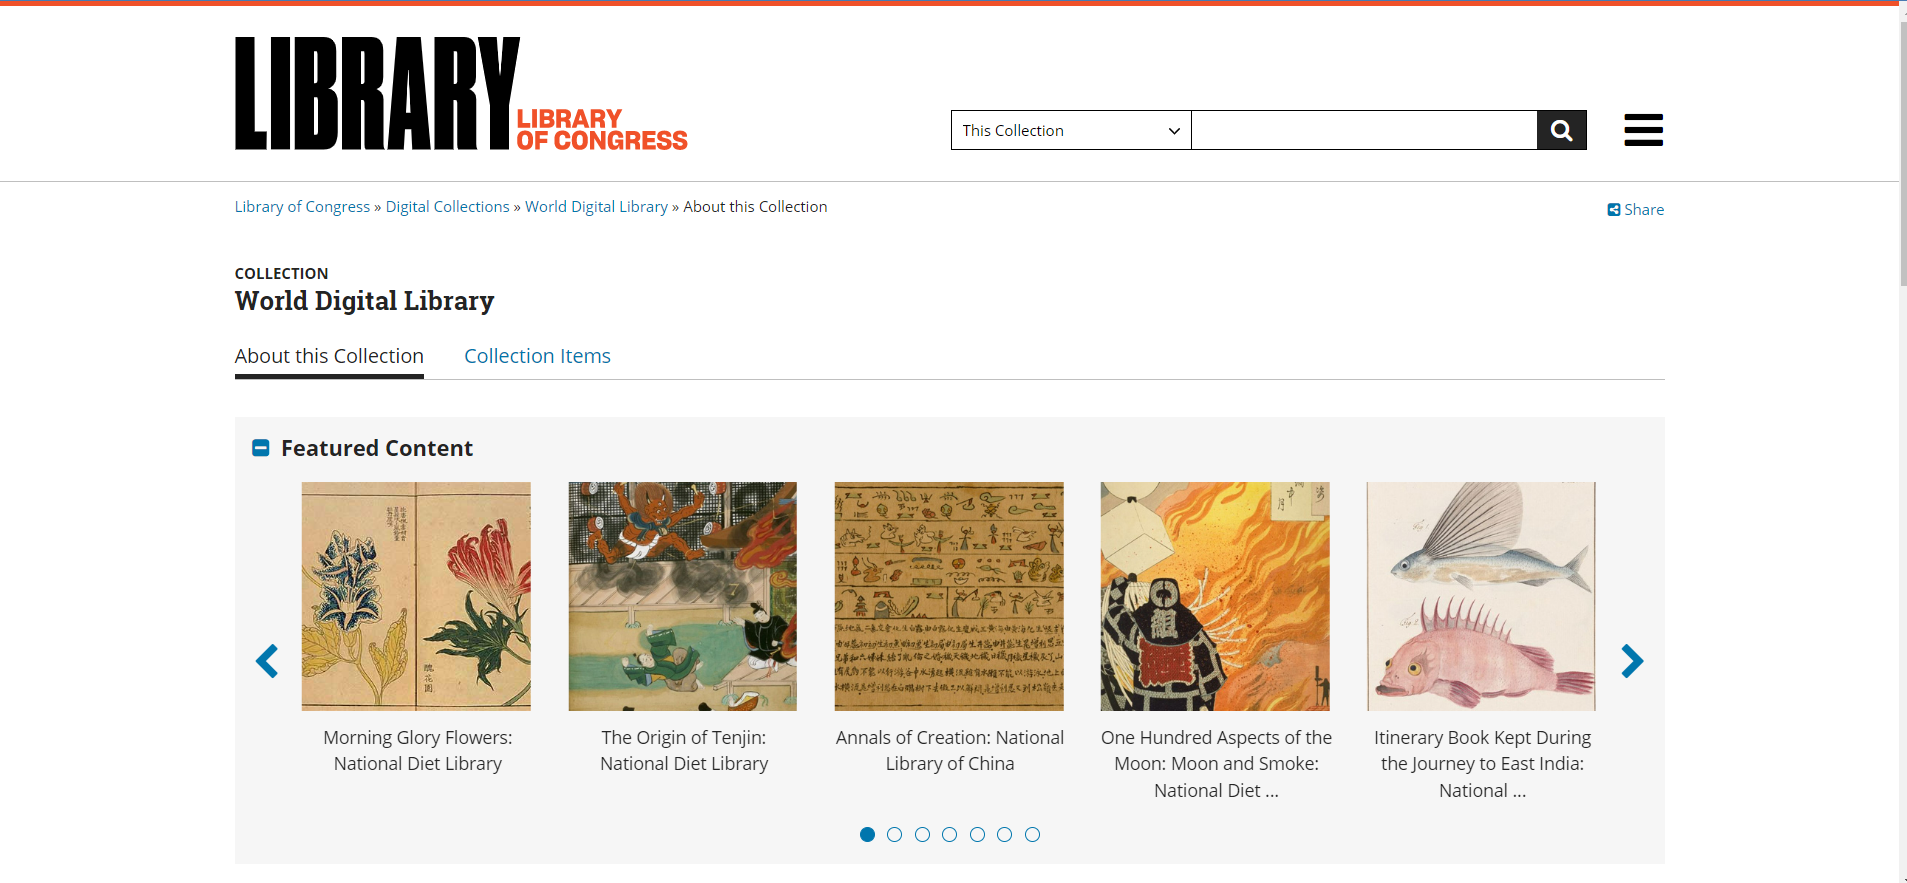 LIBRARY
LIBRARY
OF CONGRESS
This Collection
Library of Congress » Digital Collections » World Digital Library » About this Collection
Share
COLLECTION
World Digital Library
About this Collection
Collection Items
Featured Content
組
Morning Glory Flowers:
National Diet Library
The Origin of Tenjin:
National Diet Library
Annals of Creation: National
Library of China
One Hundred Aspects of the
Moon: Moon and Smoke:
National Diet ...
Itinerary Book Kept During
the Journey to East India:
National ...